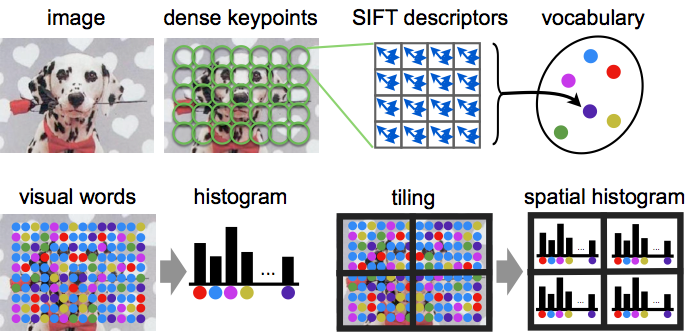 image
dense keypoints
SIFT descriptors
vocabulary
visual words
histogram
tiling
spatial histogram
...
...
...
...
...